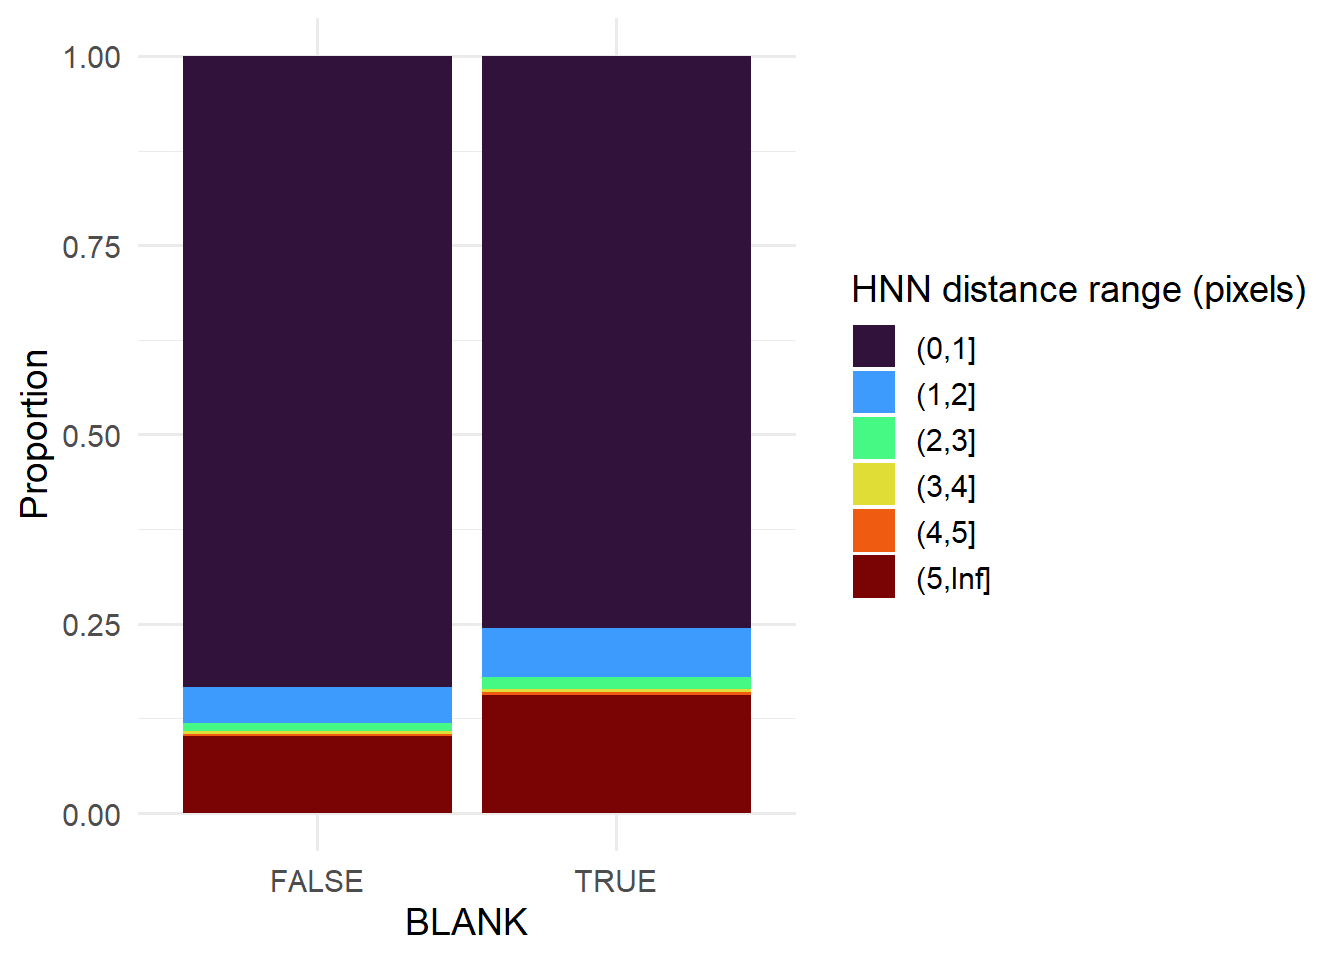 1.00
0.75
0.50
0.25
0.00
Proportion
FALSE
TRUE
BLANK
HNN distance range (pixels)
(0,1]
(1,2]
(2,3]
(3,4]
(4,5]
(5,Inf]